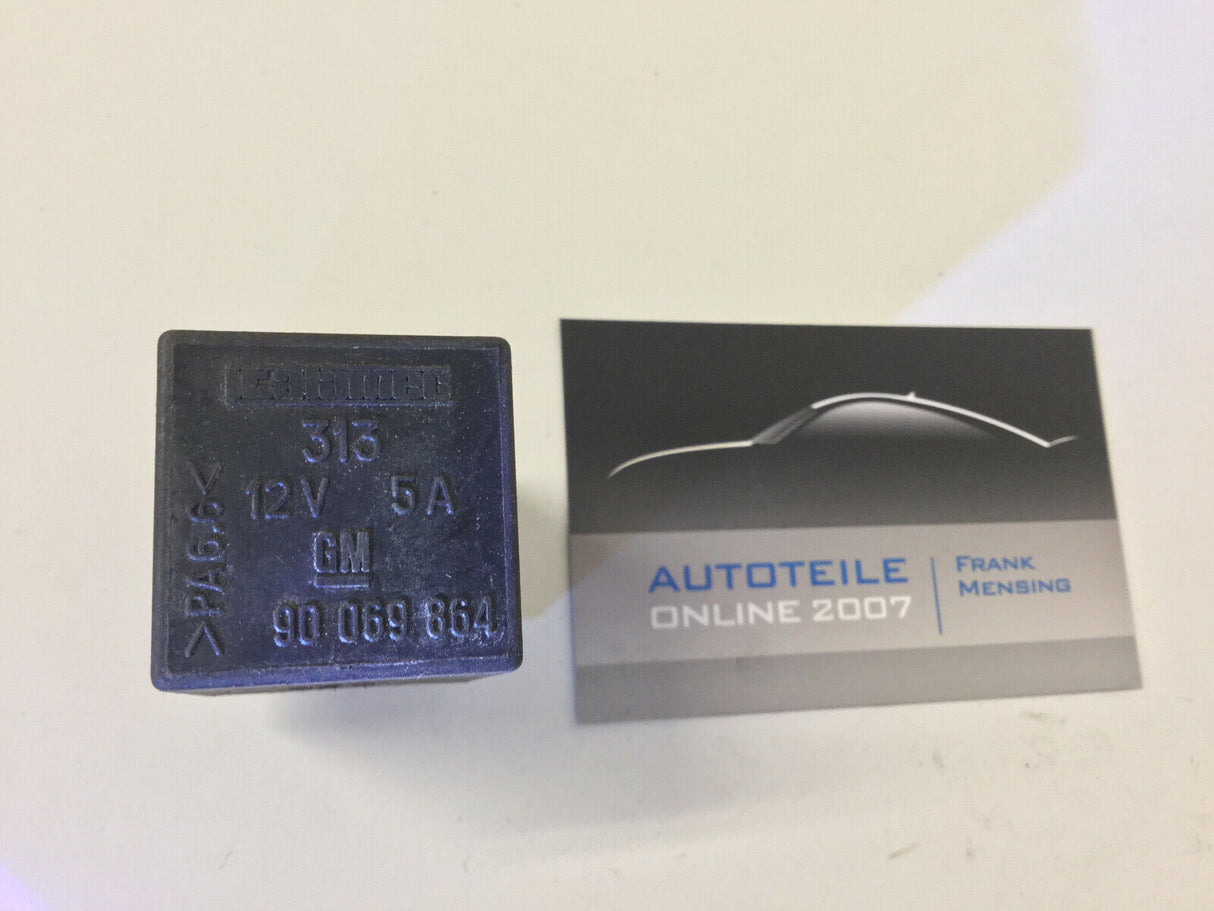 313
12V 5A
GM
90 069 864
>PA6.6<
AUTOTEILE
ONLINE 2007
FRANK
MENSING